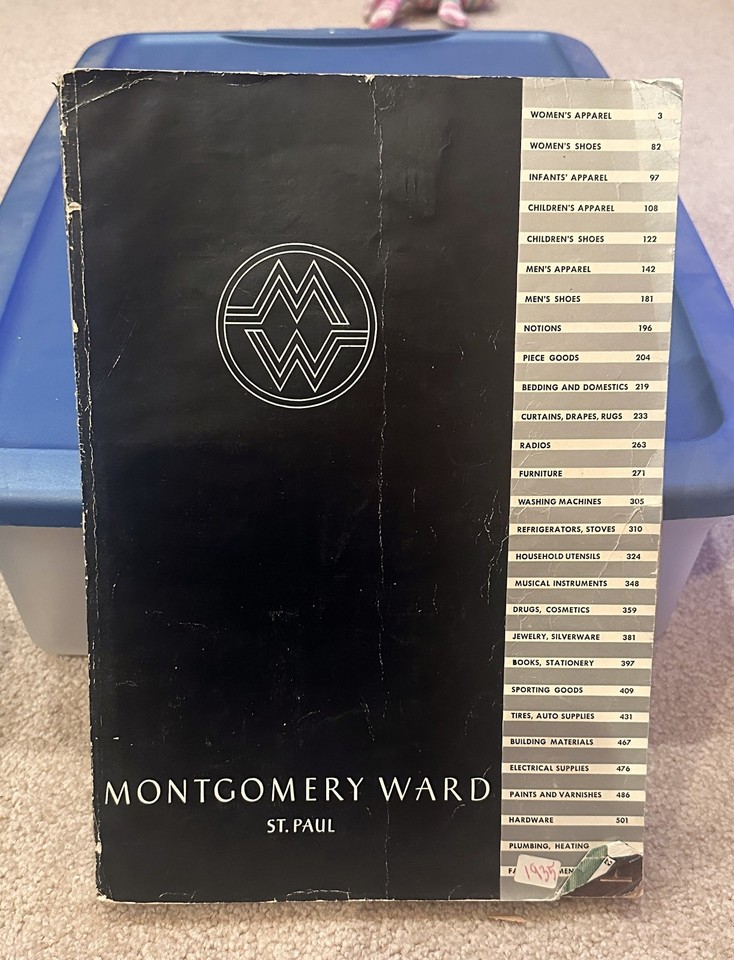 MW
MONTGOMERY WARD
ST. PAUL
WOMEN'S APPAREL 3
WOMEN'S SHOES 82
INFANTS' APPAREL 97
CHILDREN'S APPAREL 108
CHILDREN'S SHOES 122
MEN'S APPAREL 142
MEN'S SHOES 181
NOTIONS 196
PIECE GOODS 204
BEDDING AND DOMESTICS 219
CURTAINS, DRAPES, RUGS 233
RADIOS 263
FURNITURE 271
WASHING MACHINES 305
REFRIGERATORS, STOVES 310
HOUSEHOLD UTENSILS 324
MUSICAL INSTRUMENTS 348
DRUGS, COSMETICS 359
JEWELRY, SILVERWARE 381
BOOKS, STATIONERY 397
SPORTING GOODS 409
TIRES, AUTO SUPPLIES 431
BUILDING MATERIALS 467
ELECTRICAL SUPPLIES 476
PAINTS AND VARNISHES 486
HARDWARE 501
PLUMBING, HEATING
1935